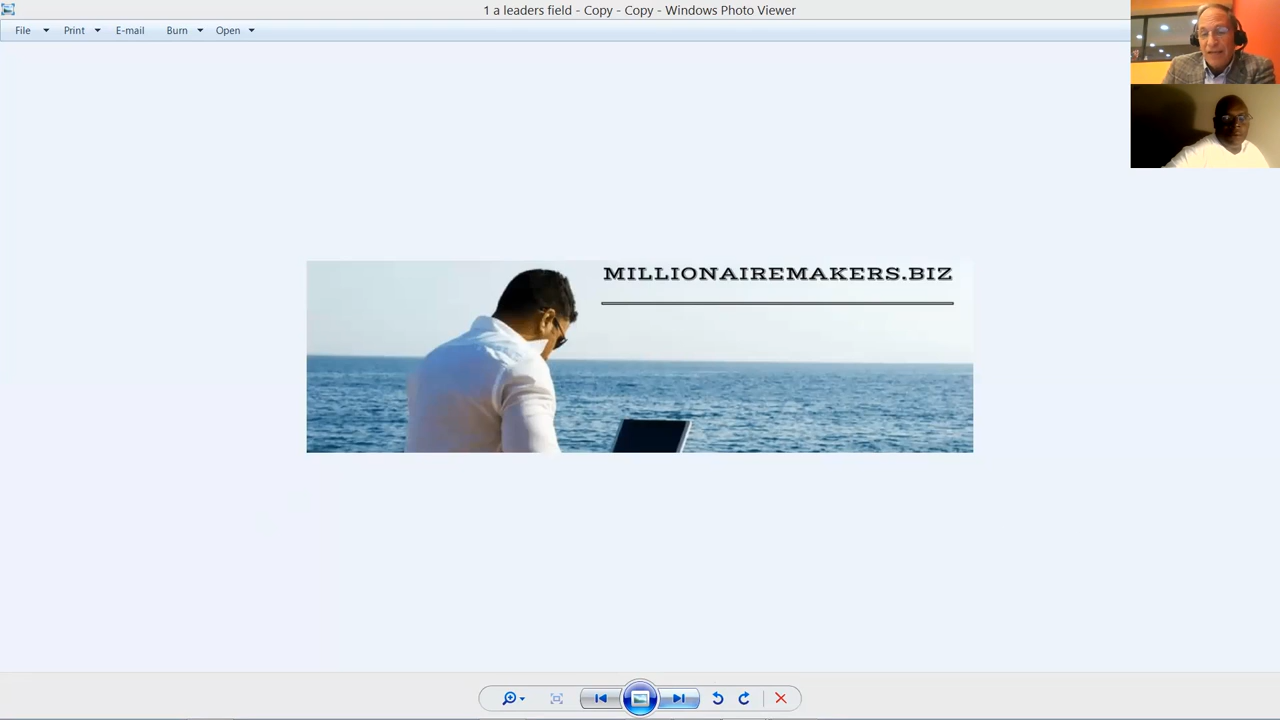 1 a leaders field - Copy - Copy - Windows Photo Viewer
File Print E-mail Burn Open
MILLIONAIREMAKERS.BIZ